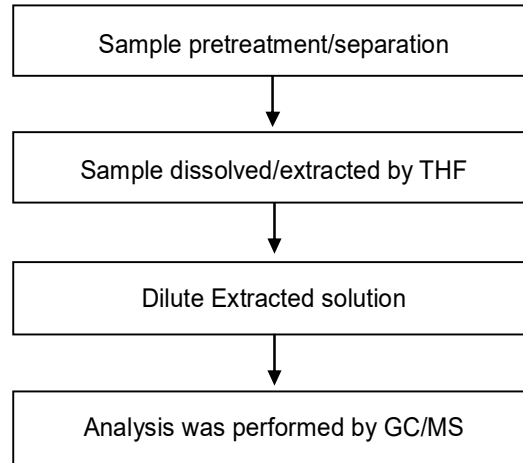 Sample pretreatment/separation
Sample dissolved/extracted by THF
Dilute Extracted solution
Analysis was performed by GC/MS